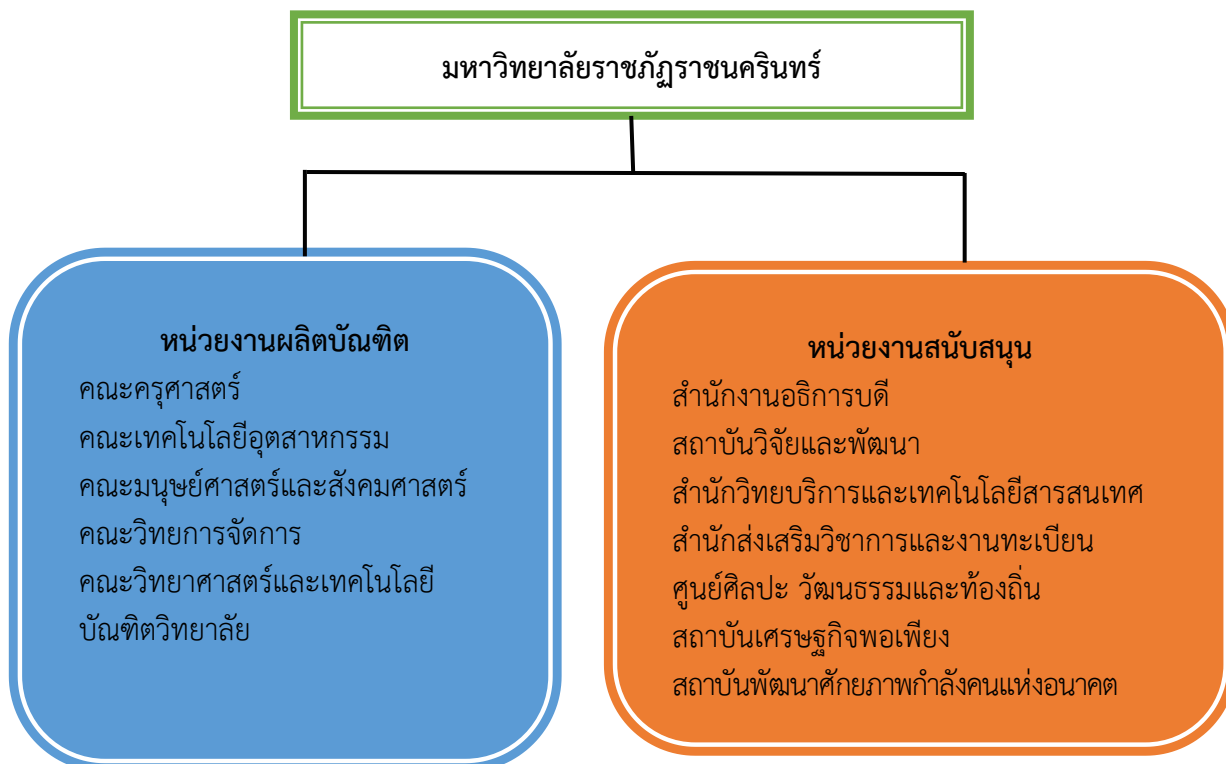 มหาวิทยาลัยราชภัฏราชนครินทร์
หน่วยงานผลิตบัณฑิต
คณะครุศาสตร์
คณะเทคโนโลยีอุตสาหกรรม
คณะมนุษย์ศาสตร์และสังคมศาสตร์
คณะวิทยการจัดการ
คณะวิทยาศาสตร์และเทคโนโลยี
บัณฑิตวิทยาลัย
หน่วยงานสนับสนุน
สำนักงานอธิการบดี
สถาบันวิจัยและพัฒนา
สำนักวิทยบริการและเทคโนโลยีสารสนเทศ
สำนักส่งเสริมวิชาการและงานทะเบียน
ศูนย์ศิลปะ วัฒนธรรมและท้องถิ่น
สถาบันเศรษฐกิจพอเพียง
สถาบันพัฒนาศักยภาพกำลังคนแห่งอนาคต